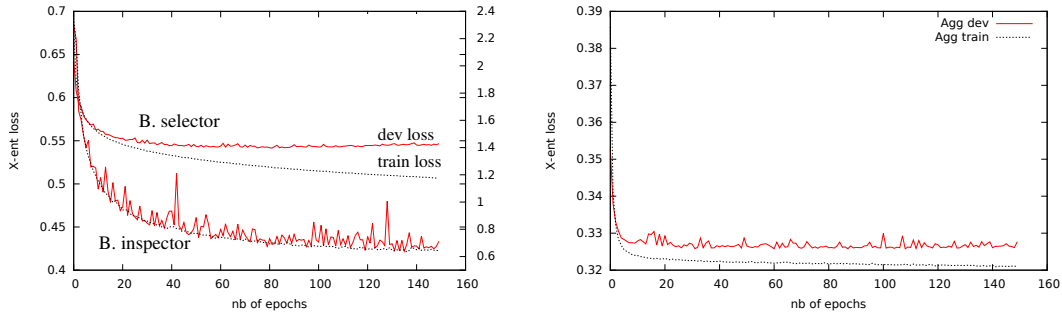 0.7
0.65
0.6
0.55
0.5
0.45
0.4
X-ent loss
2.4
2.2
2
1.8
1.6
1.4
1.2
1
0.8
0.6
B. selector
dev loss
train loss
B. inspector
0 20 40 60 80 100 120 140 160
nb of epochs
0.39
0.38
0.37
0.36
0.35
0.34
0.33
0.32
X-ent loss
Agg dev
Agg train
0 20 40 60 80 100 120 140 160
nb of epochs